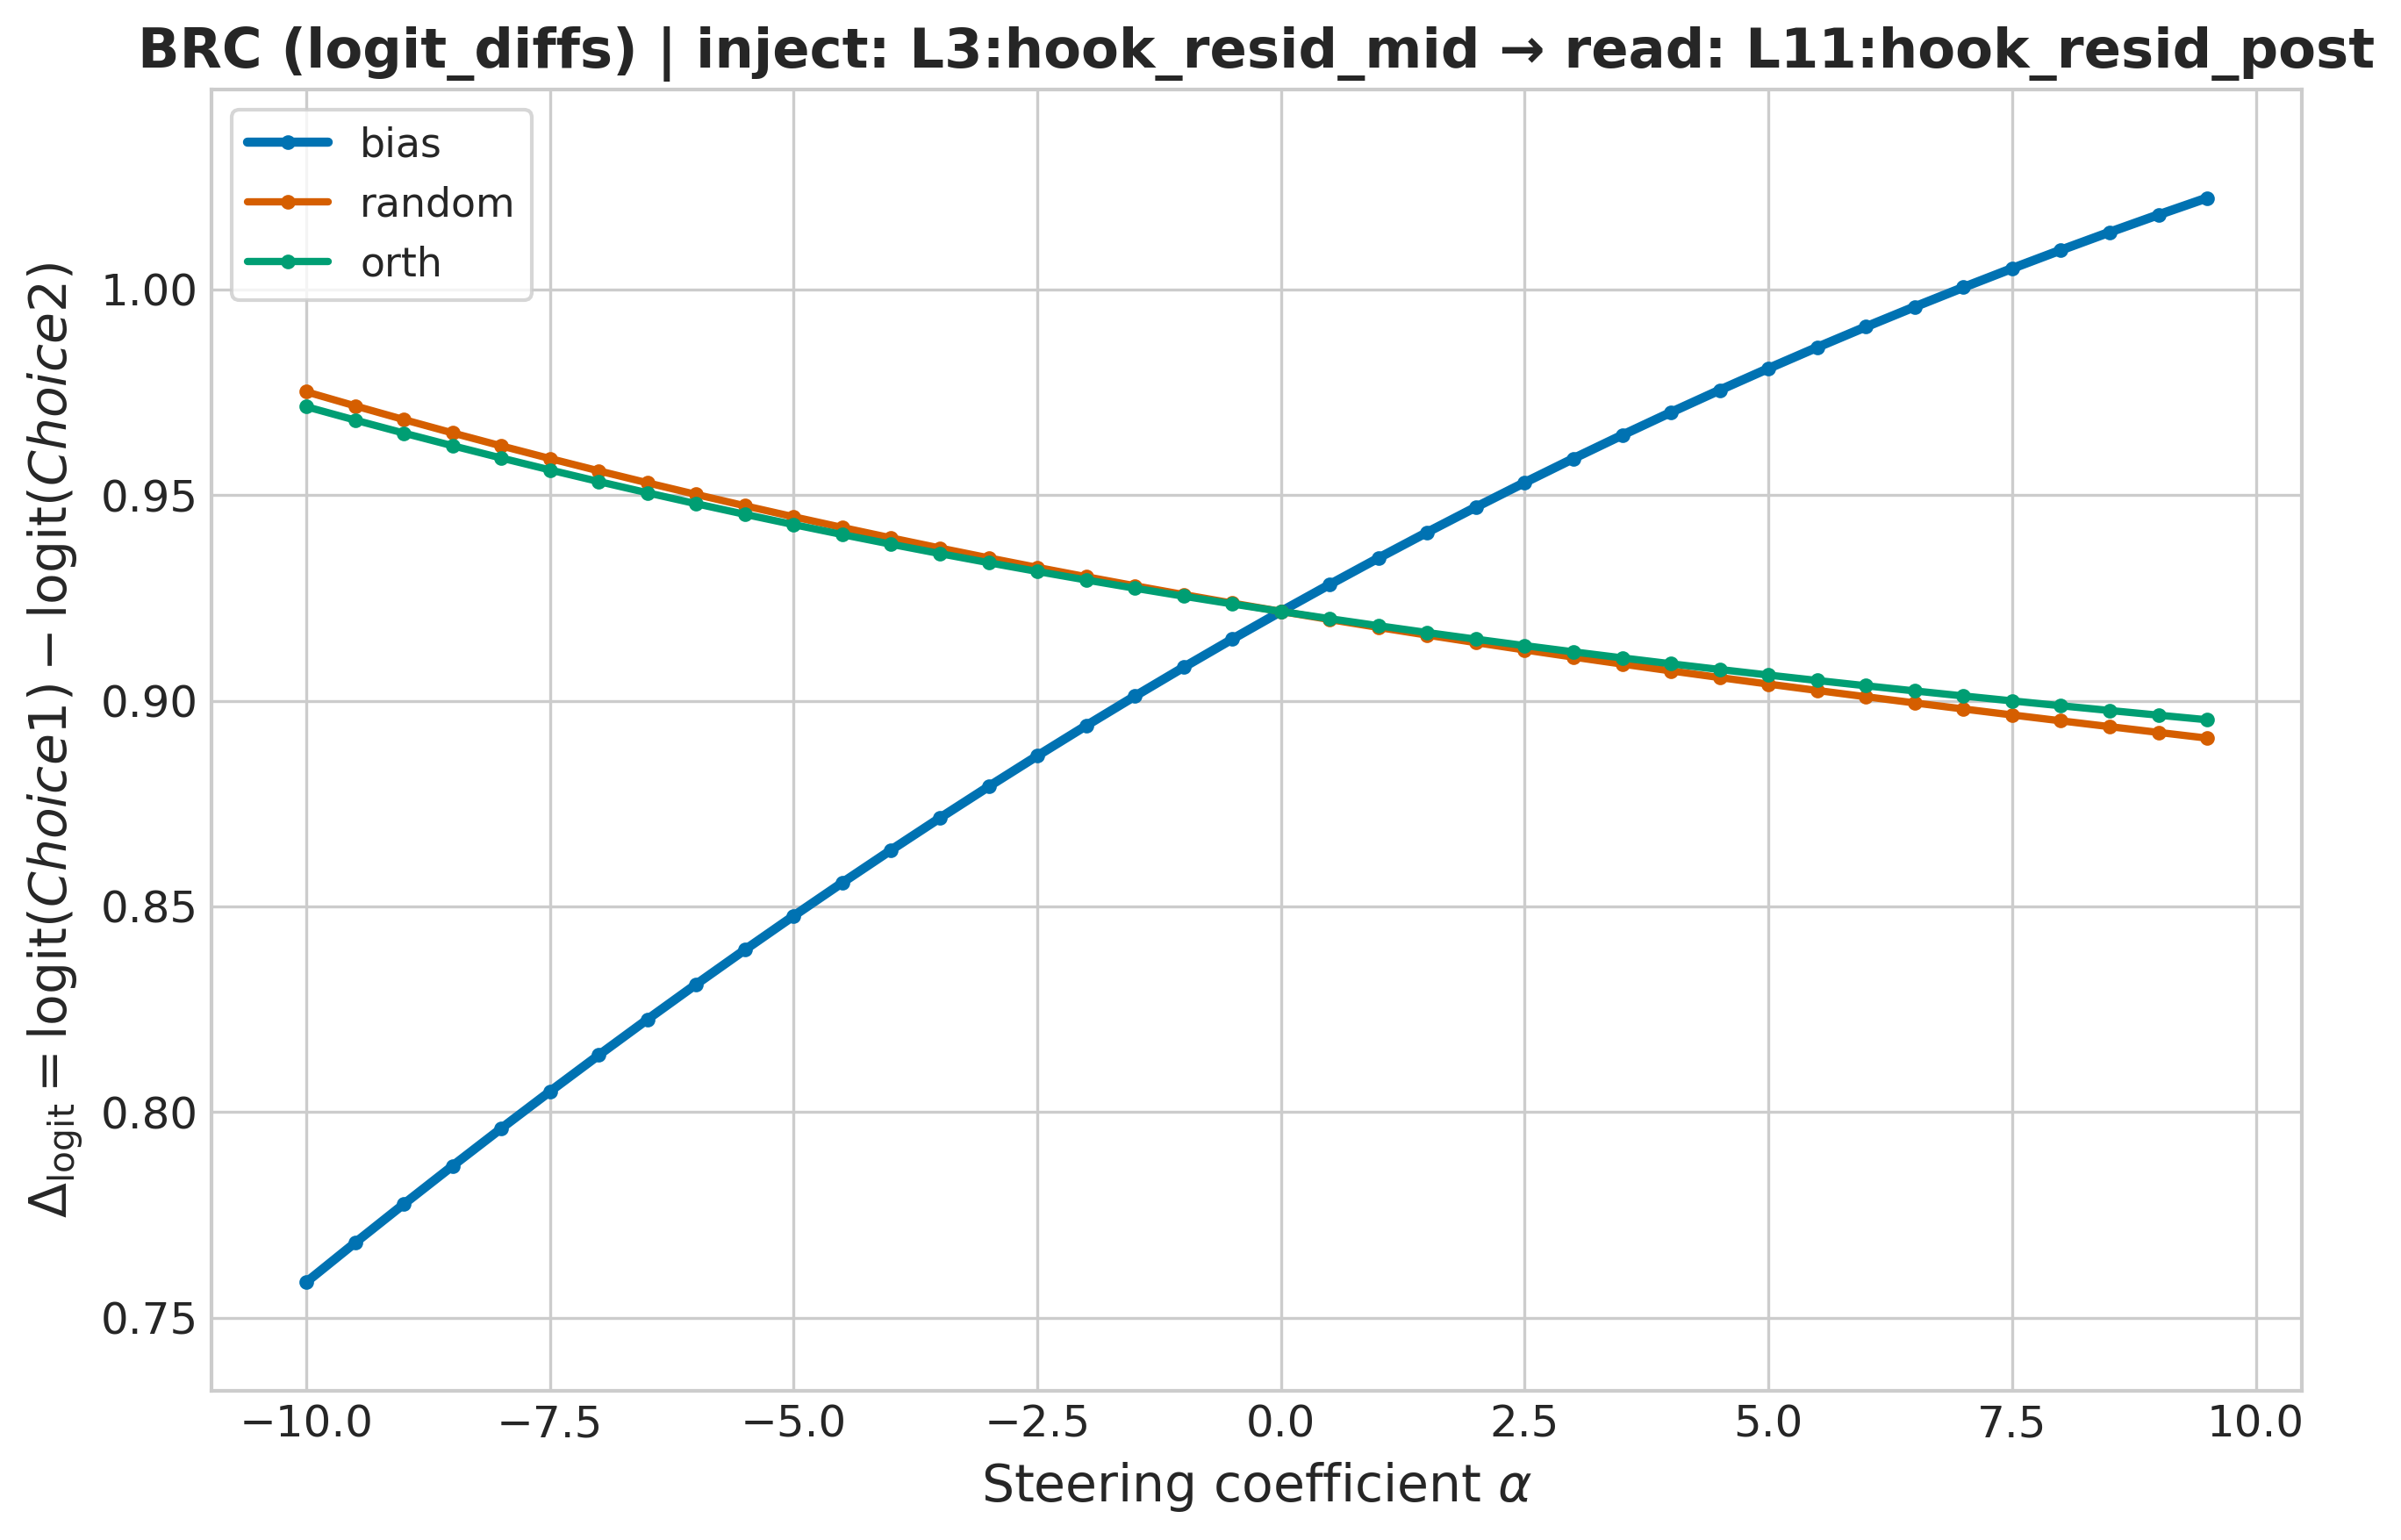 BRC (logit_diffs) | inject: L3:hook_resid_mid → read: L11:hook_resid_post
bias
random
orth
Δlogit = logit(Choice1) − logit(Choice2)
1.00
0.95
0.90
0.85
0.80
0.75
−10.0 −7.5 −5.0 −2.5 0.0 2.5 5.0 7.5 10.0
Steering coefficient α